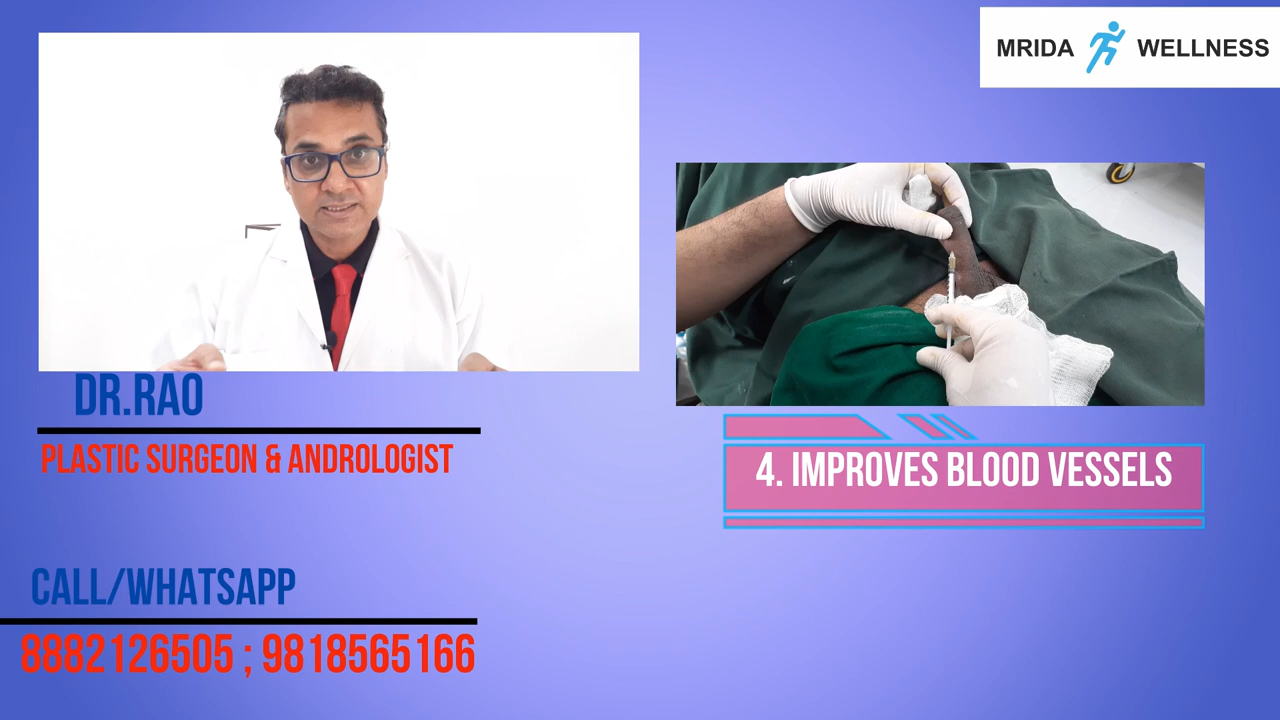 MRIDA WELLNESS
DR.RAO
PLASTIC SURGEON & ANDROLOGIST
4. IMPROVES BLOOD VESSELS
CALL/WHATSAPP
8882126505 ; 9818565166